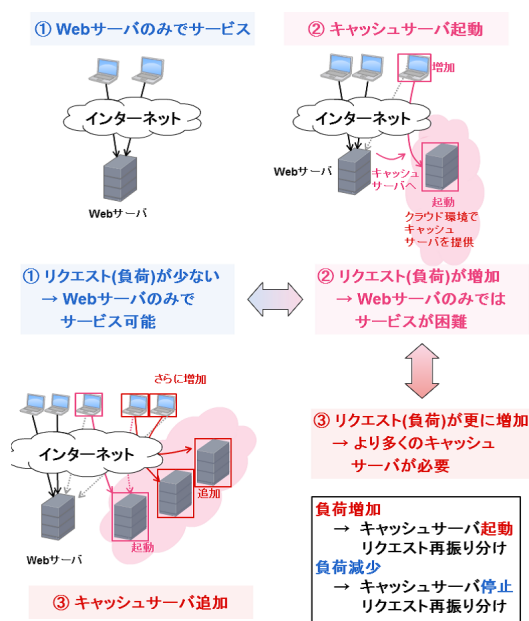 ① Webサーバのみでサービス
インターネット
Webサーバ
② キャッシュサーバ起動
増加
インターネット
Webサーバ
キャッシュ
サーバへ
起動
クラウド環境で
キャッシュ
サーバを提供
① リクエスト(負荷)が少ない
→ Webサーバのみで
サービス可能
② リクエスト(負荷)が増加
→ Webサーバのみでは
サービスが困難
さらに増加
インターネット
追加
起動
Webサーバ
③ キャッシュサーバ追加
③ リクエスト(負荷)が更に増加
→ より多くのキャッシュ
サーバが必要
負荷増加
→ キャッシュサーバ起動
リクエスト再振り分け
負荷減少
→ キャッシュサーバ停止
リクエスト再振り分け